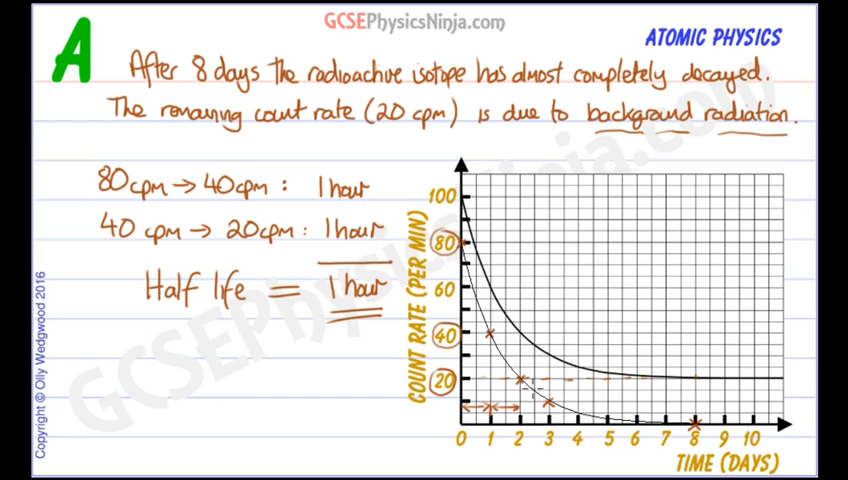 GCSEPhysicsNinja.com
A
ATOMIC PHYSICS
After 8 days the radioachive isotope has almost completely decayed.
The remaining count rate (20 cpm) is due to background radiation.
80cpm → 40cpm : 1 hour
40 cpm → 20cpm : 1 hour
Half life = 1 hour
COUNT RATE (PER MIN)
100
80
60
40
20
0 1 2 3 4 5 6 7 8 9 10
TIME (DAYS)
Copyright © Olly Wedgwood 2016
GCSEPhysicsNinja.com